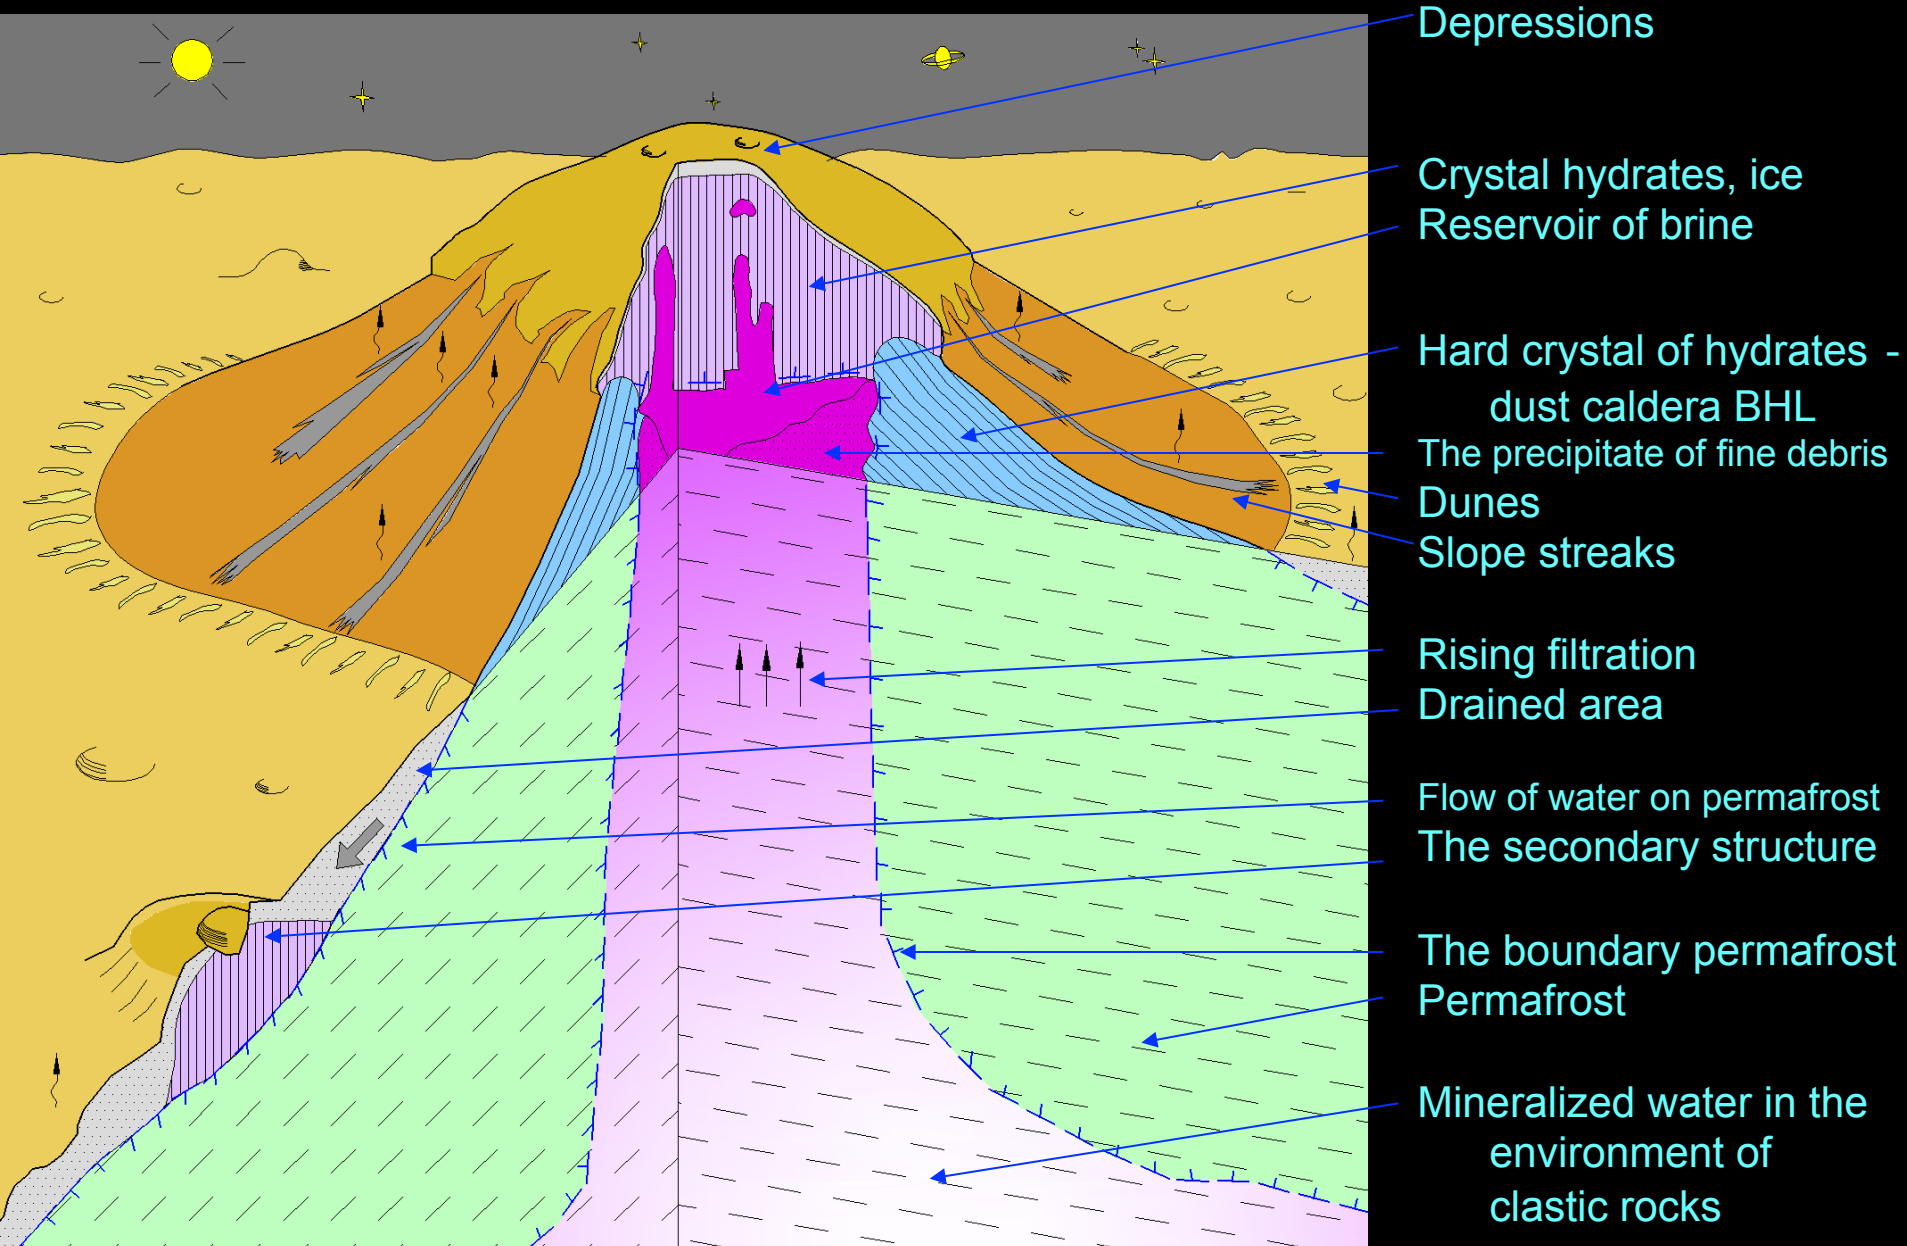 Depressions
Crystal hydrates, ice
Reservoir of brine
Hard crystal of hydrates -
dust caldera BHL
The precipitate of fine debris
Dunes
Slope streaks
Rising filtration
Drained area
Flow of water on permafrost
The secondary structure
The boundary permafrost
Permafrost
Mineralized water in the
environment of
clastic rocks